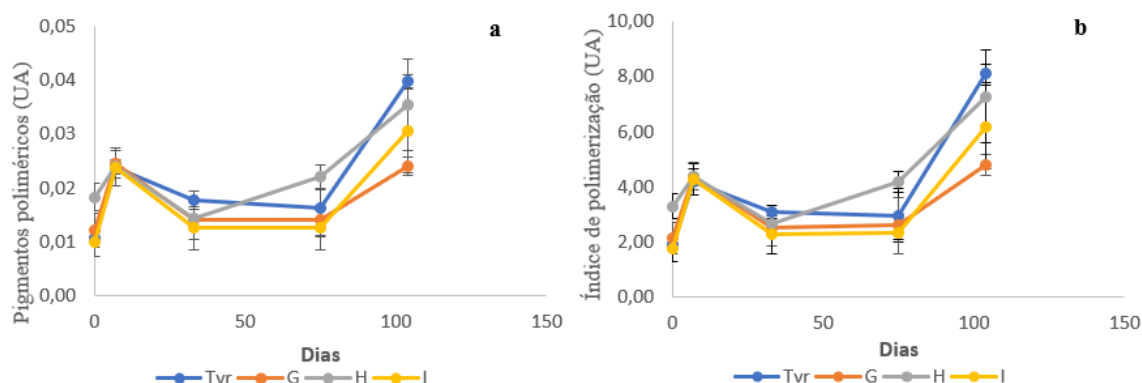 a
Pigmentos poliméricos (UA)
0,05
0,04
0,03
0,02
0,01
0,00
0 50 100 150
Dias
Tyr G H I
b
Índice de polimerização (UA)
10,00
8,00
6,00
4,00
2,00
0,00
0 50 100 150
Dias
Tyr G H I